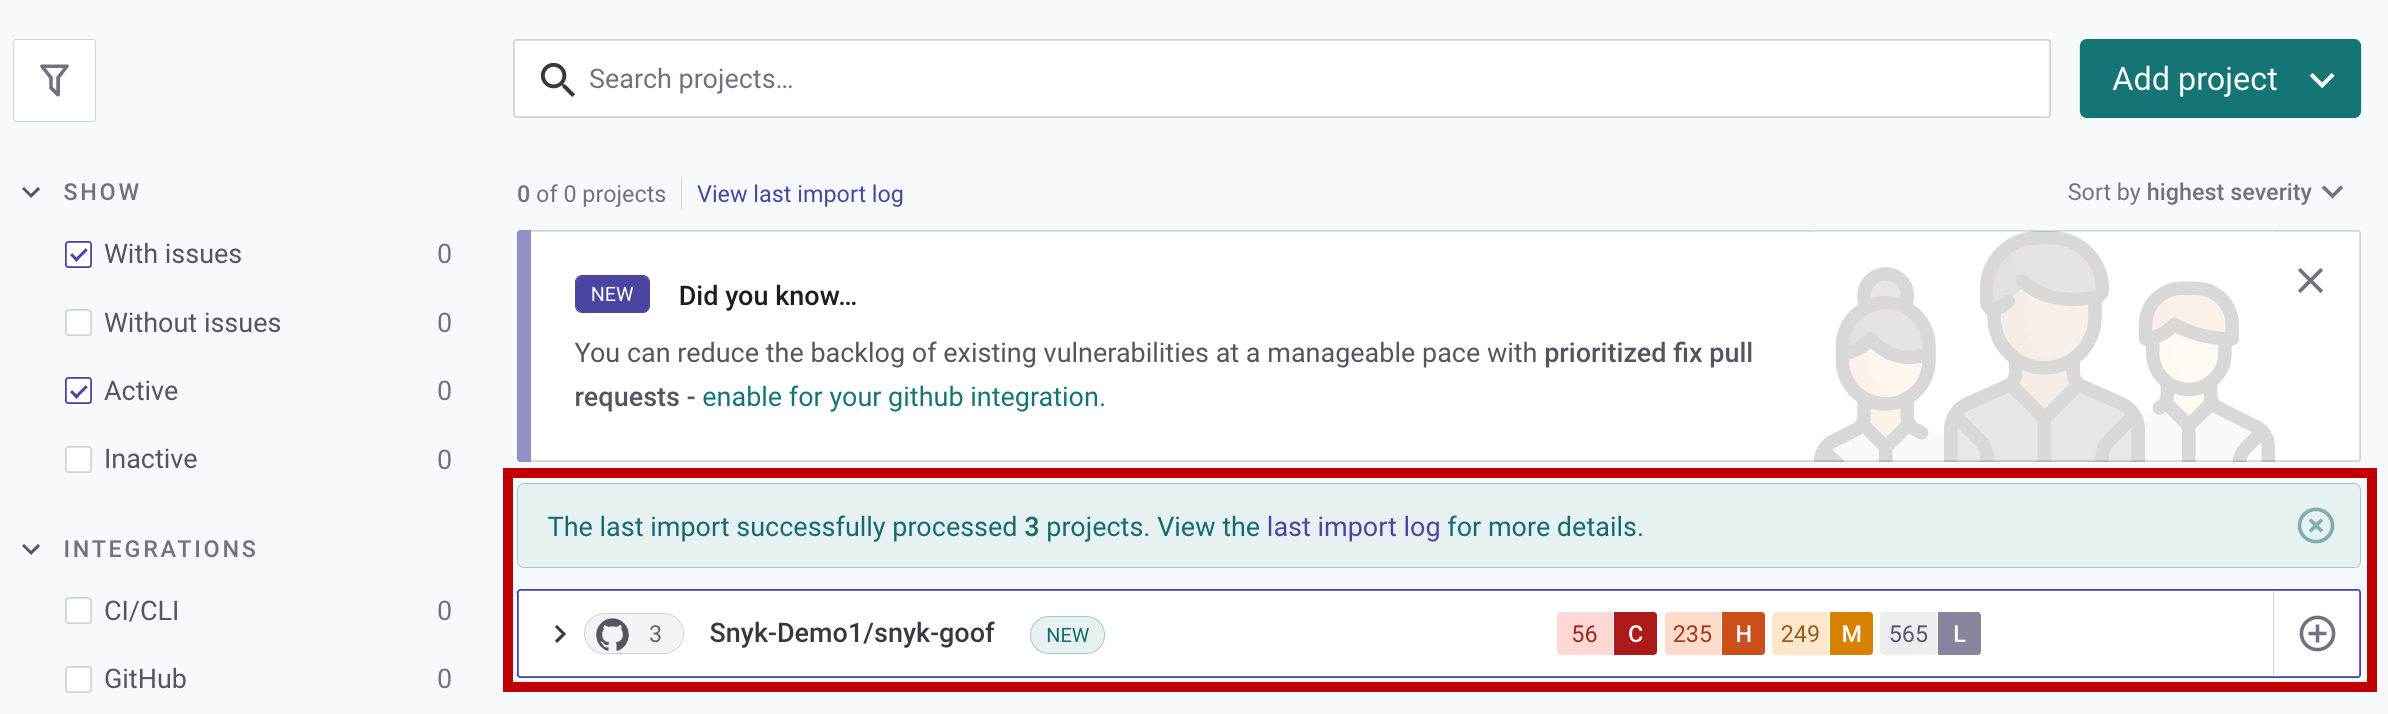 Search projects...
Add project
SHOW
With issues 0
Without issues 0
Active 0
Inactive 0
INTEGRATIONS
CI/CLI 0
GitHub 0
0 of 0 projects
View last import log
Sort by highest severity
NEW Did you know...
You can reduce the backlog of existing vulnerabilities at a manageable pace with prioritized fix pull
requests - enable for your github integration.
The last import successfully processed 3 projects. View the last import log for more details.
3 Snyk-Demo1/snyk-goof NEW 56 C 235 H 249 M 565 L